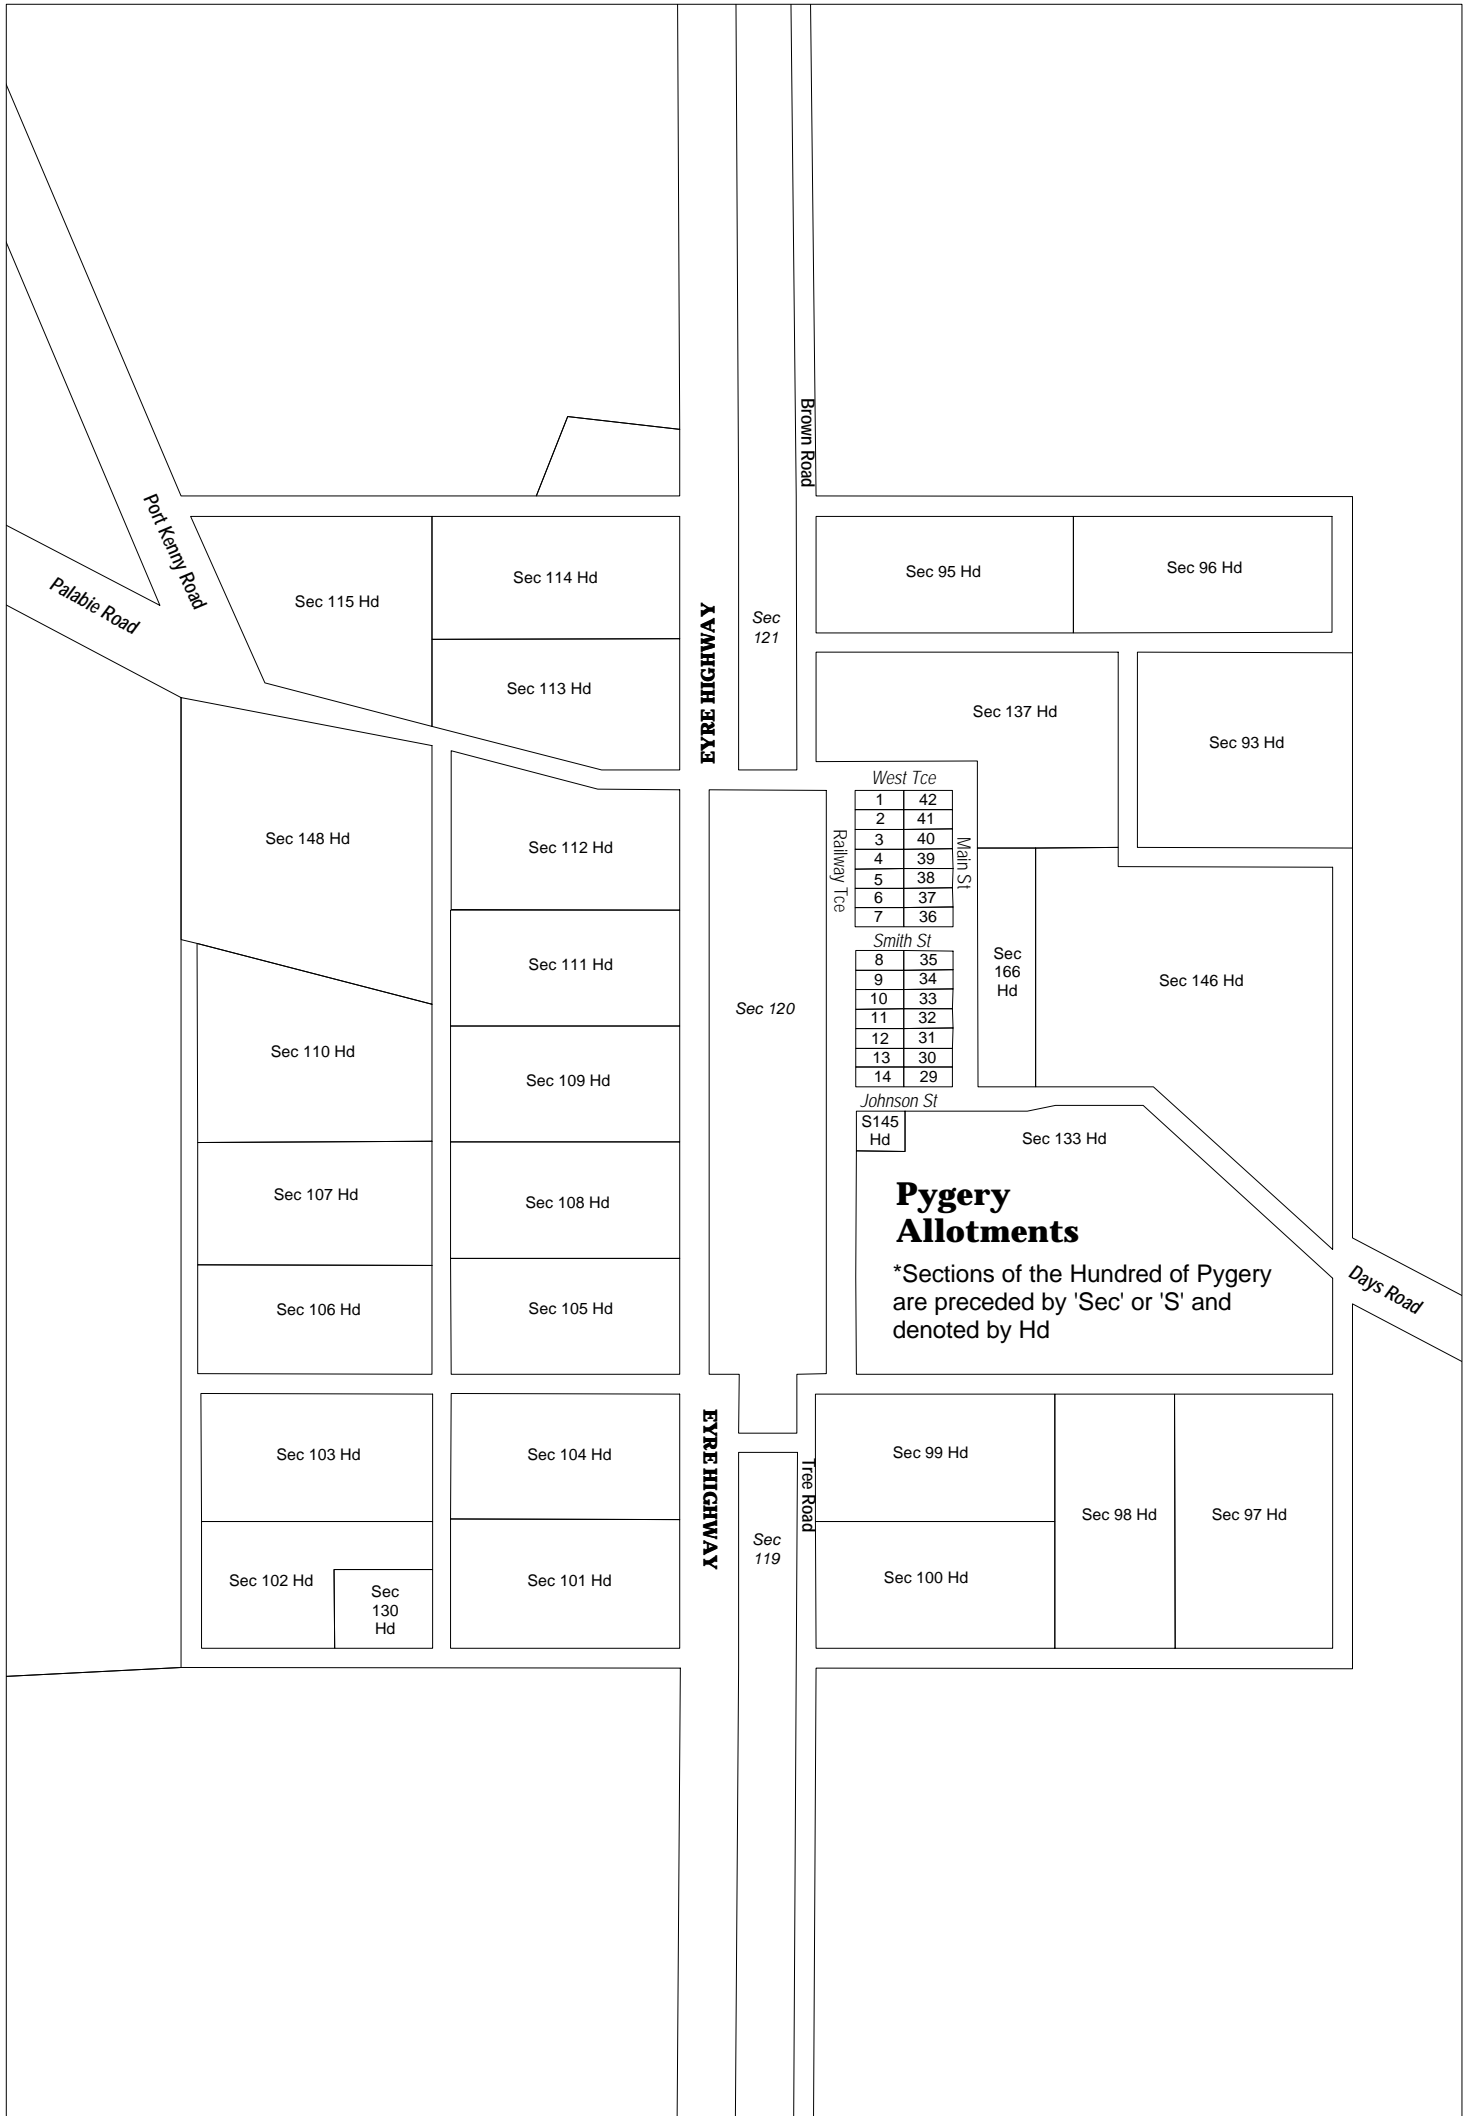 Brown Road
Port Kenny Road
Palabie Road
Sec 115 Hd
Sec 114 Hd
Sec 113 Hd
EYRE HIGHWAY
Sec
121
Sec 95 Hd
Sec 96 Hd
Sec 137 Hd
Sec 93 Hd
West Tce
1 42
2 41
3 40
4 39
5 38
6 37
7 36
Railway Tce
Main St
Smith St
8 35
9 34
10 33
11 32
12 31
13 30
14 29
Johnson St
Sec 148 Hd
Sec 112 Hd
Sec 111 Hd
Sec 120
Sec
166
Hd
Sec 146 Hd
Sec 110 Hd
Sec 109 Hd
S145
Hd
Sec 133 Hd
Sec 107 Hd
Sec 108 Hd
Pygery
Allotments
*Sections of the Hundred of Pygery
are preceded by 'Sec' or 'S' and
denoted by Hd
Days Road
Sec 106 Hd
Sec 105 Hd
Sec 103 Hd
Sec 104 Hd
EYRE HIGHWAY
Tree Road
Sec 99 Hd
Sec 98 Hd
Sec 97 Hd
Sec
119
Sec 102 Hd
Sec
130
Hd
Sec 101 Hd
Sec 100 Hd